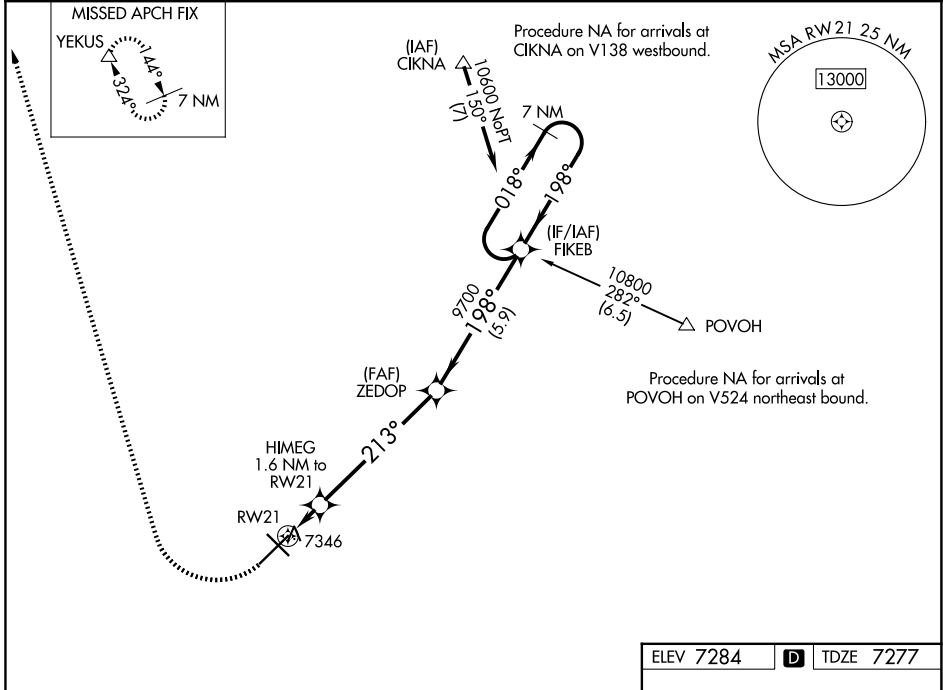 MISSED APCH FIX
YEKUS
144°
324°
7 NM
(IAF)
CIKNA
10600 NoPT
150°
(7)
Procedure NA for arrivals at
CIKNA on V138 westbound.
MSA RW21 25 NM
13000
7 NM
018°
198°
(IF/IAF)
FIKEB
10800
282°
(6.5)
POVOH
9700
198°
(5.9)
Procedure NA for arrivals at
POVOH on V524 northeast bound.
(FAF)
ZEDOP
213°
HIMEG
1.6 NM to
RW21
RW21
7346
ELEV 7284
D
TDZE 7277